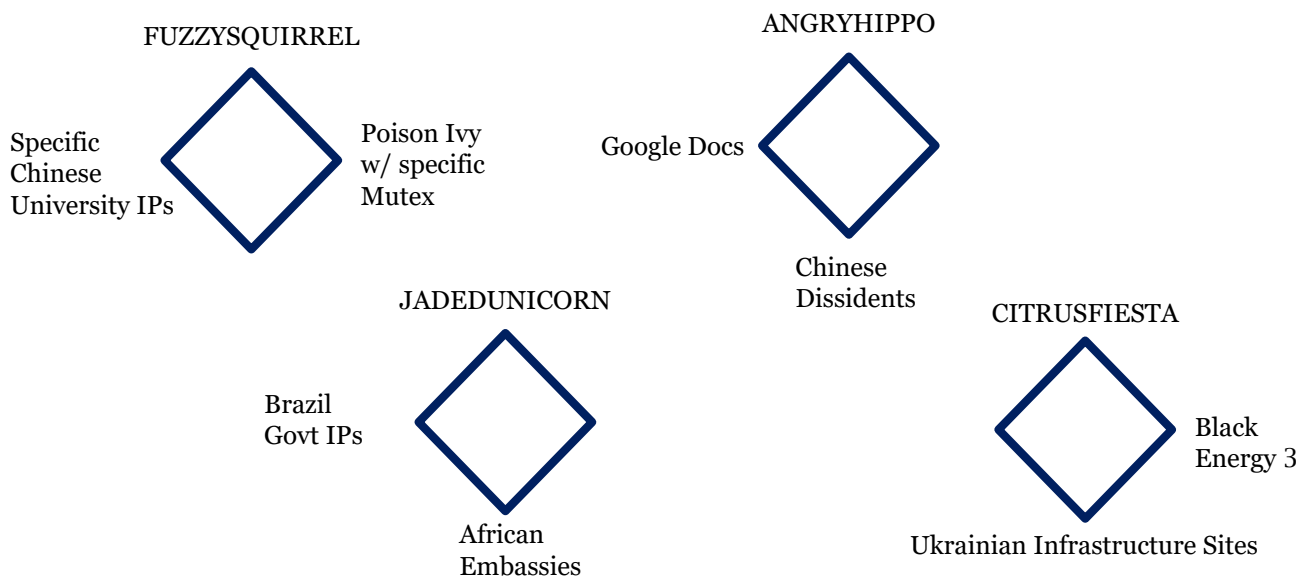 FUZZYSQUIRREL
Specific
Chinese
University IPs
Poison Ivy
w/ specific
Mutex
ANGRYHIPPO
Google Docs
Chinese
Dissidents
JADEDUNICORN
Brazil
Govt IPs
African
Embassies
CITRUSFIESTA
Black
Energy 3
Ukrainian Infrastructure Sites